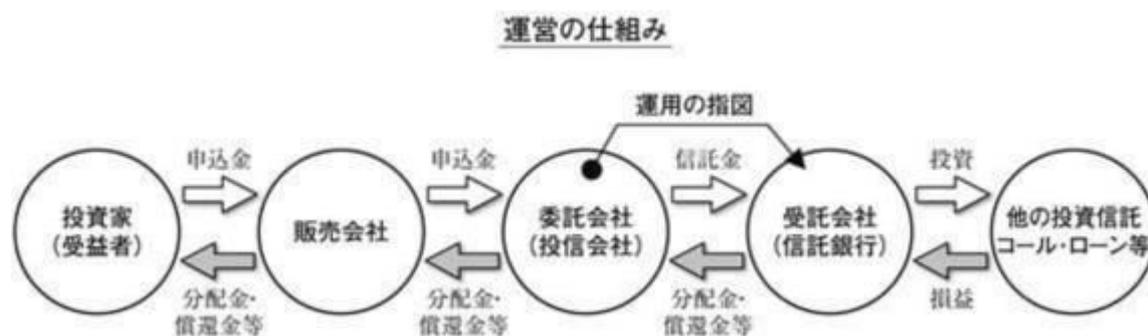 運営の仕組み
運用の指図
申込金
申込金
信託金
投資
投資家
(受益者)
販売会社
委託会社
(投信会社)
受託会社
(信託銀行)
他の投資信託
コール・ローン等
分配金・
償還金等
分配金・
償還金等
分配金・
償還金等
損益